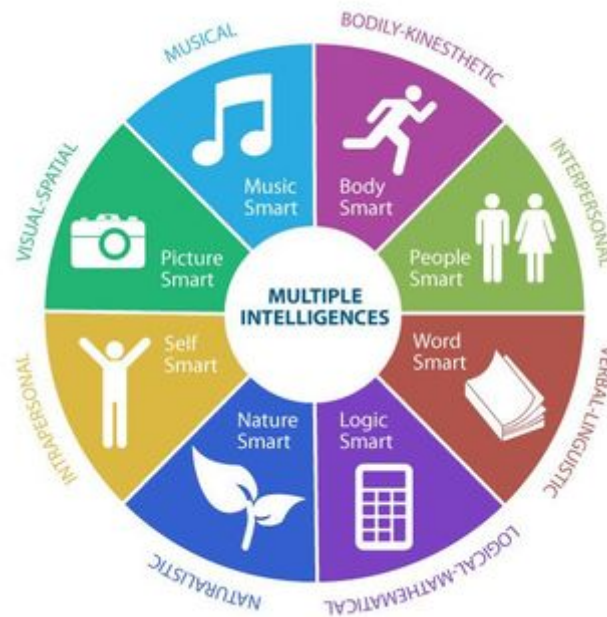 MUSICAL
BODILY-KINESTHETIC
INTERPERSONAL
VERBAL-LINGUISTIC
LOGICAL-MATHEMATICAL
NATURALISTIC
INTRAPERSONAL
VISUAL-SPATIAL
Music
Smart
Body
Smart
People
Smart
Word
Smart
Logic
Smart
Nature
Smart
Self
Smart
Picture
Smart
MULTIPLE
INTELLIGENCES